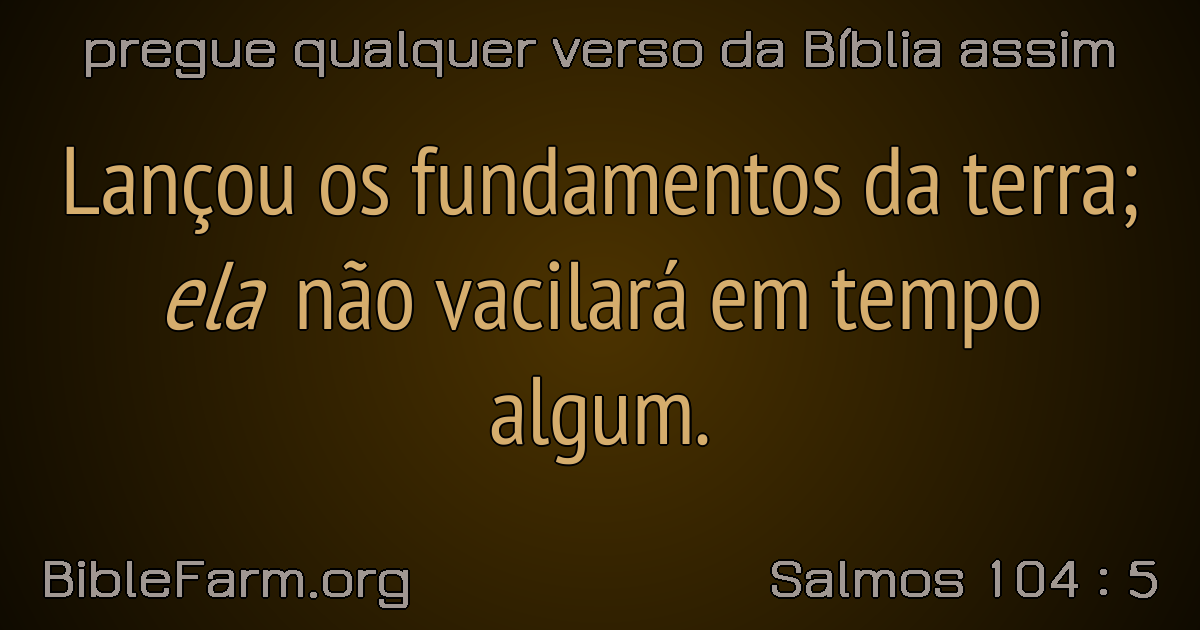 pregue qualquer verso da Bíblia assim
Lançou os fundamentos da terra;
ela não vacilará em tempo
algum.
BibleFarm.org
Salmos 104 : 5